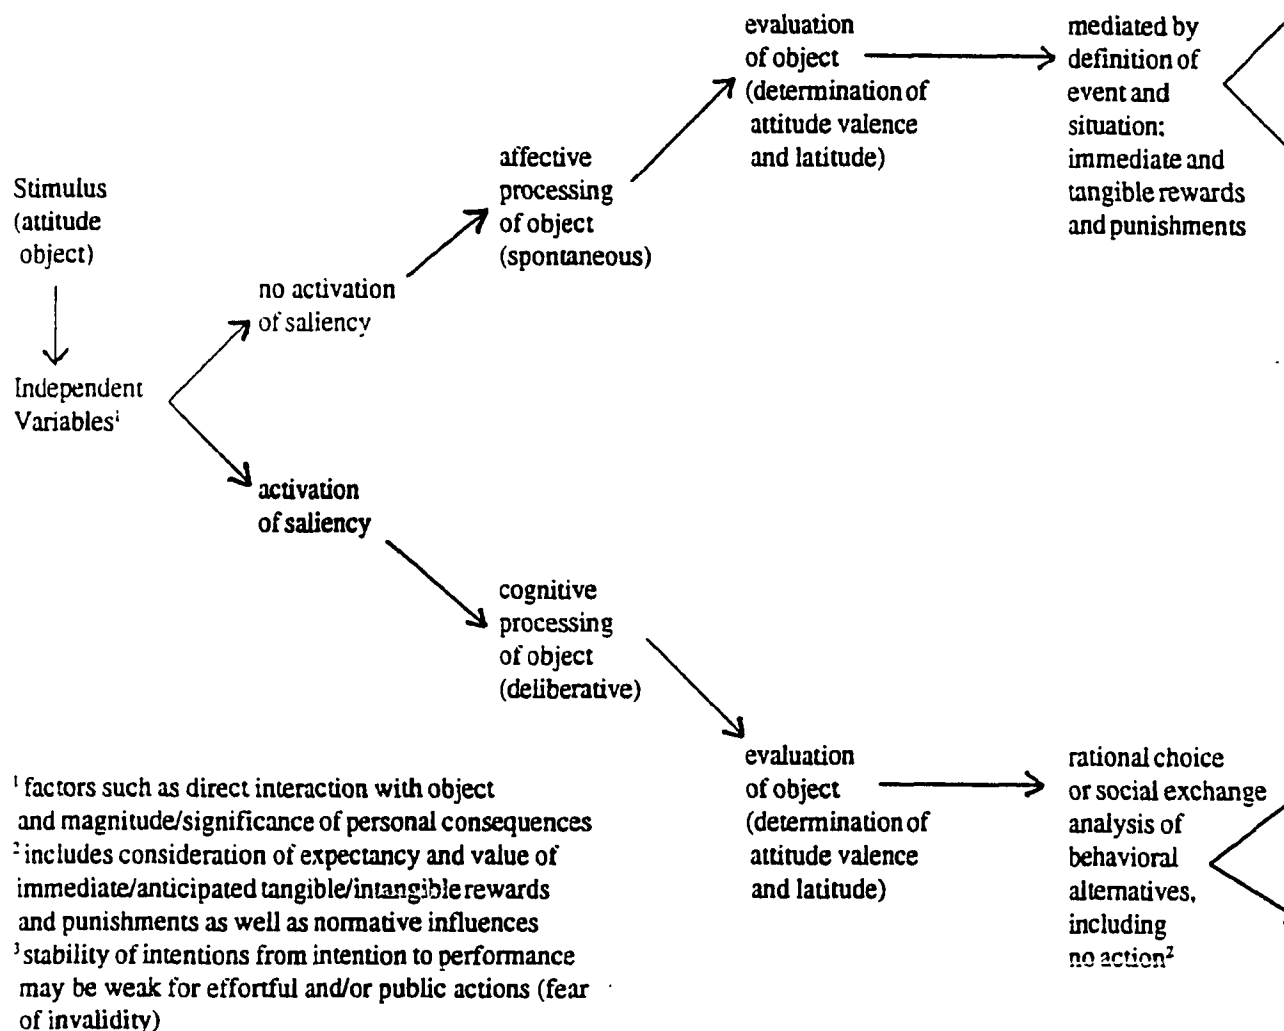 Stimulus
(attitude
object)
Independent
Variables¹
no activation
of saliency
affective
processing
of object
(spontaneous)
evaluation
of object
(determination of
attitude valence
and latitude)
mediated by
definition of
event and
situation:
immediate and
tangible rewards
and punishments
activation
of saliency
cognitive
processing
of object
(deliberative)
evaluation
of object
(determination of
attitude valence
and latitude)
rational choice
or social exchange
analysis of
behavioral
alternatives,
including
no action²
¹ factors such as direct interaction with object
and magnitude/significance of personal consequences
² includes consideration of expectancy and value of
immediate/anticipated tangible/intangible rewards
and punishments as well as normative influences
³ stability of intentions from intention to performance
may be weak for effortful and/or public actions (fear
of invalidity)